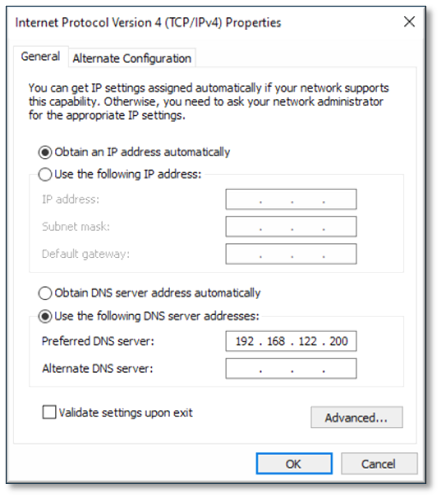 Internet Protocol Version 4 (TCP/IPv4) Properties
General
Alternate Configuration
You can get IP settings assigned automatically if your network supports
this capability. Otherwise, you need to ask your network administrator
for the appropriate IP settings.
Obtain an IP address automatically
Use the following IP address:
IP address:
. . .
Subnet mask:
. . .
Default gateway:
. . .
Obtain DNS server address automatically
Use the following DNS server addresses:
Preferred DNS server:
192 . 168 . 122 . 200
Alternate DNS server:
. . .
Validate settings upon exit
Advanced...
OK
Cancel